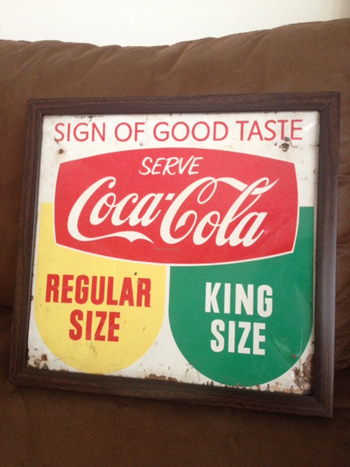 SIGN OF GOOD TASTE
SERVE
Coca-Cola
REGULAR
SIZE
KING
SIZE